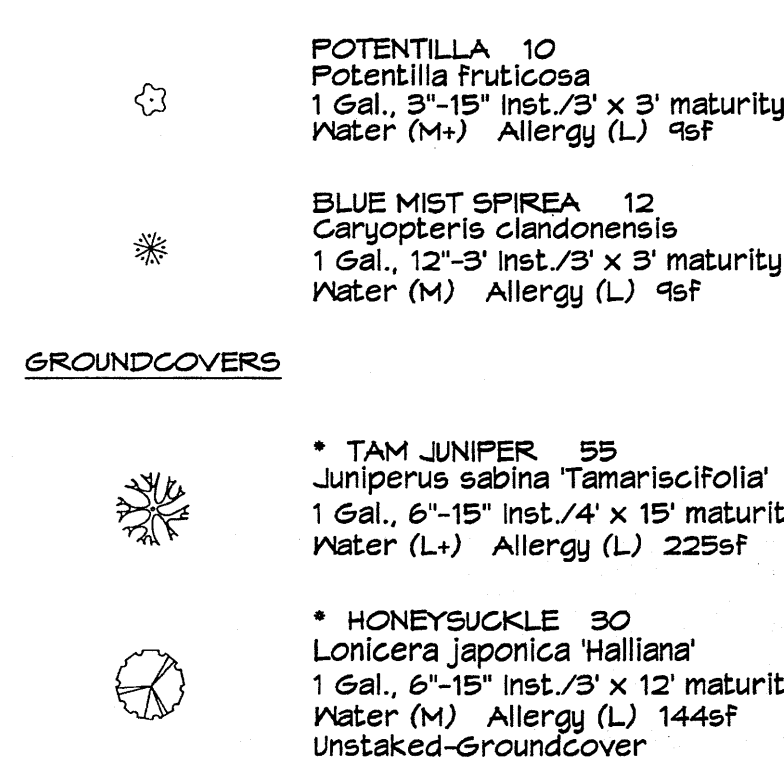 POTENTILLA 10
Potentilla fruticosa
1 Gal., 3"-15" Inst./3' x 3' maturity
Water (M+) Allergy (L) 9sf
BLUE MIST SPIREA 12
Caryopteris clandonensis
1 Gal., 12"-3' Inst./3' x 3' maturity
Water (M) Allergy (L) 9sf
GROUNDCOVERS
* TAM JUNIPER 55
Juniperus sabina 'Tamariscifolia'
1 Gal., 6"-15" Inst./4' x 15' maturit
Water (L+) Allergy (L) 225sf
* HONEYSUCKLE 30
Lonicera japonica 'Halliana'
1 Gal., 6"-15" Inst./3' x 12' maturit
Water (M) Allergy (L) 144sf
Unstaked-Groundcover